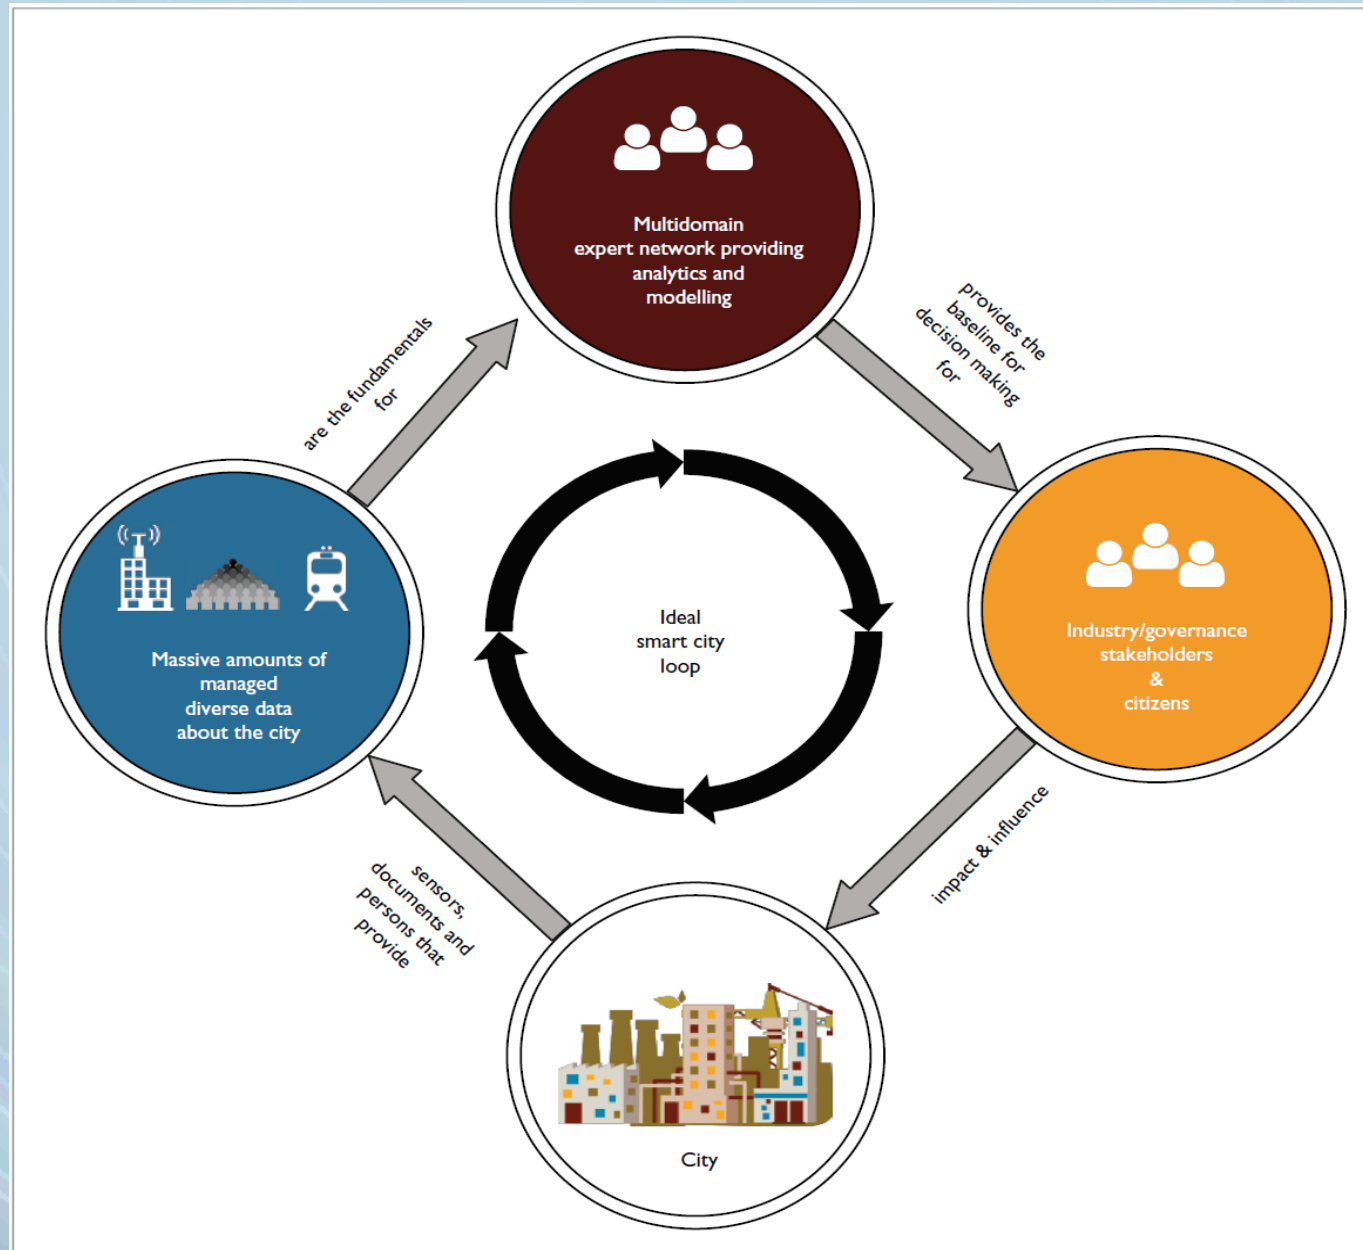 Multidomain
expert network providing
analytics and
modelling
provides the
baseline for
decision making
for
Industry/governance
stakeholders
&
citizens
impact & influence
City
sensors,
documents and
persons that
provide
Massive amounts of
managed
diverse data
about the city
are the fundamentals
for
Ideal
smart city
loop